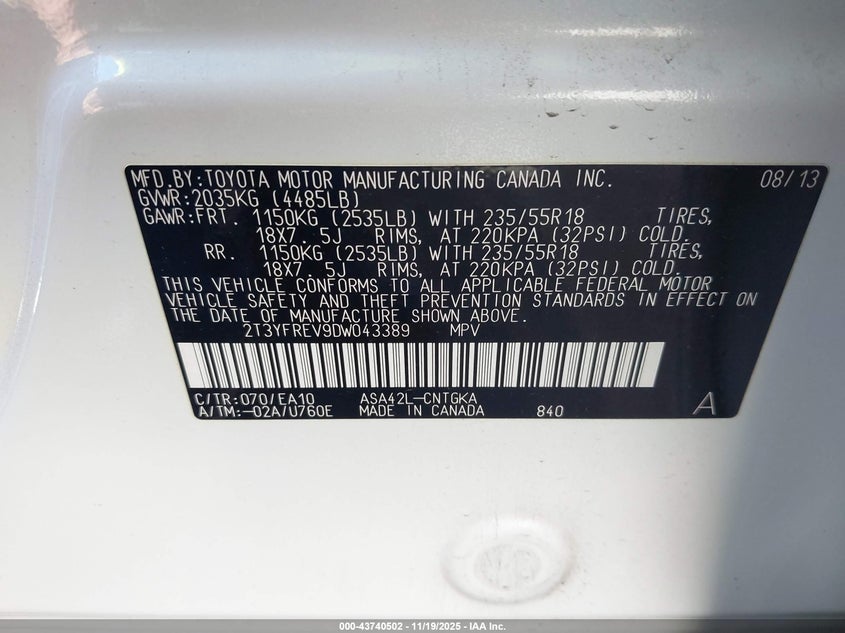 MFD.BY:TOYOTA MOTOR MANUFACTURING CANADA INC. 08/13
GVWR:2035KG (4485LB)
GAWR:FRT. 1150KG (2535LB) WITH 235/55R18 TIRES,
18X7. 5J RIMS, AT 220KPA (32PSI) COLD.
RR. 1150KG (2535LB) WITH 235/55R18 TIRES,
18X7. 5J RIMS, AT 220KPA (32PSI) COLD.
THIS VEHICLE CONFORMS TO ALL APPLICABLE FEDERAL MOTOR
VEHICLE SAFETY AND THEFT PREVENTION STANDARDS IN EFFECT ON
THE DATE OF MANUFACTURE SHOWN ABOVE.
2T3YFREV9DW043389 MPV
C/TR:070/EA10 ASA42L-CNTGKA
A/TM:-02A/U760E MADE IN CANADA 840 A
000-43740502 - 11/19/2025 - IAA Inc.